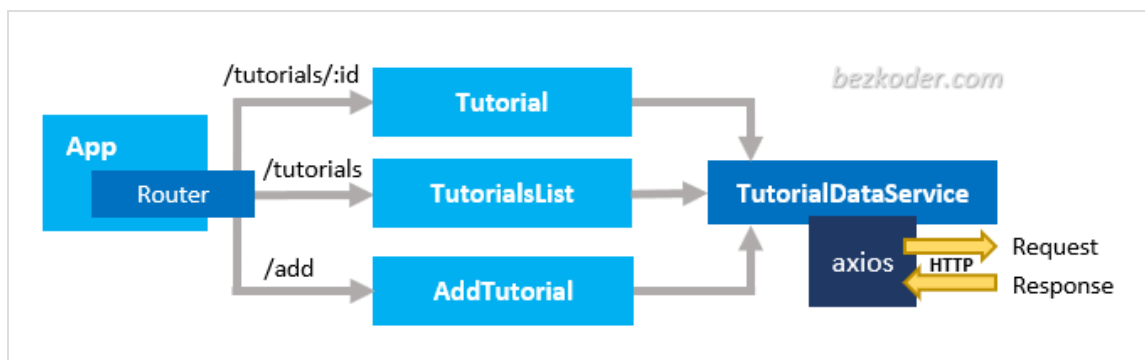 /tutorials/:id
bezkoder.com
Tutorial
App
/tutorials
Router
TutorialsList
TutorialDataService
/add
axios
HTTP
Request
AddTutorial
Response